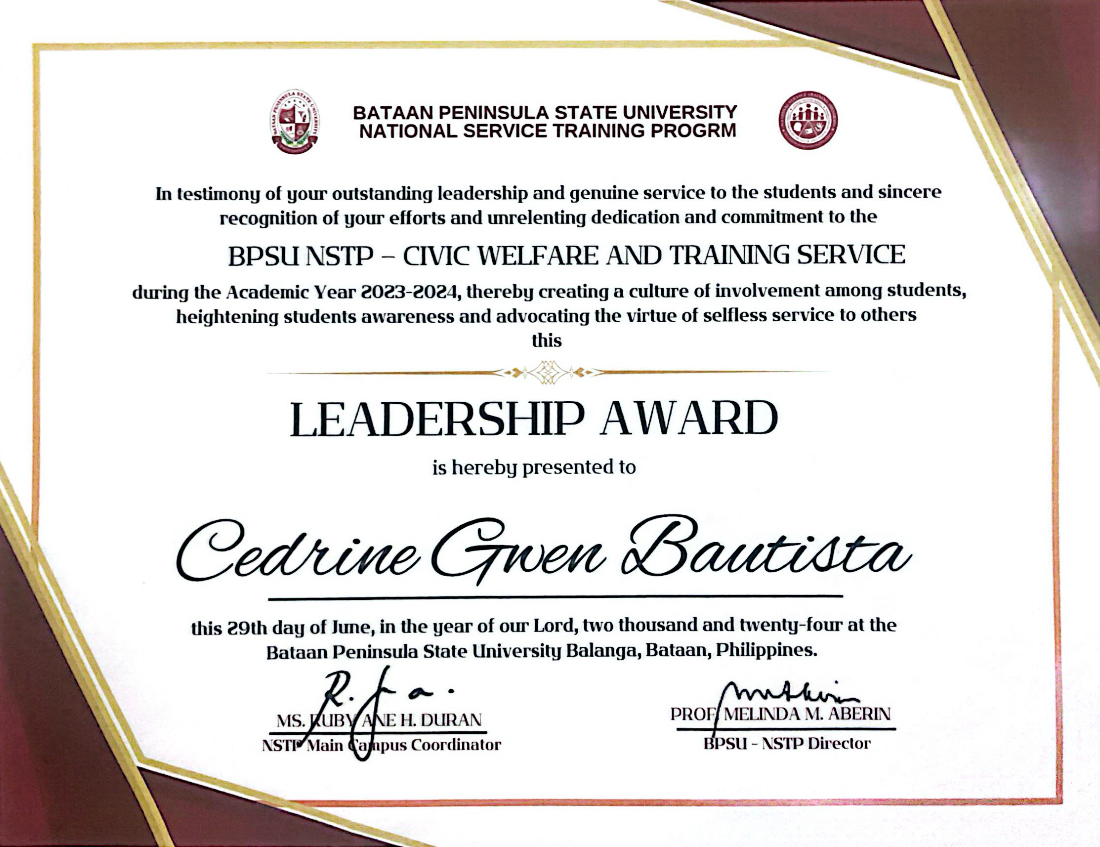 BATAAN PENINSULA STATE UNIVERSITY
NATIONAL SERVICE TRAINING PROGRM
In testimony of your outstanding leadership and genuine service to the students and sincere
recognition of your efforts and unrelenting dedication and commitment to the
BPSU NSTP – CIVIC WELFARE AND TRAINING SERVICE
during the Academic Year 2023-2024, thereby creating a culture of involvement among students,
heightening students awareness and advocating the virtue of selfless service to others
this
LEADERSHIP AWARD
is hereby presented to
Cedrine Gwen Bautista
this 29th day of June, in the year of our Lord, two thousand and twenty-four at the
Bataan Peninsula State University Balanga, Bataan, Philippines.
MS. RUBY ANE H. DURAN
NSTP Main Campus Coordinator
PROF. MELINDA M. ABERIN
BPSU - NSTP Director